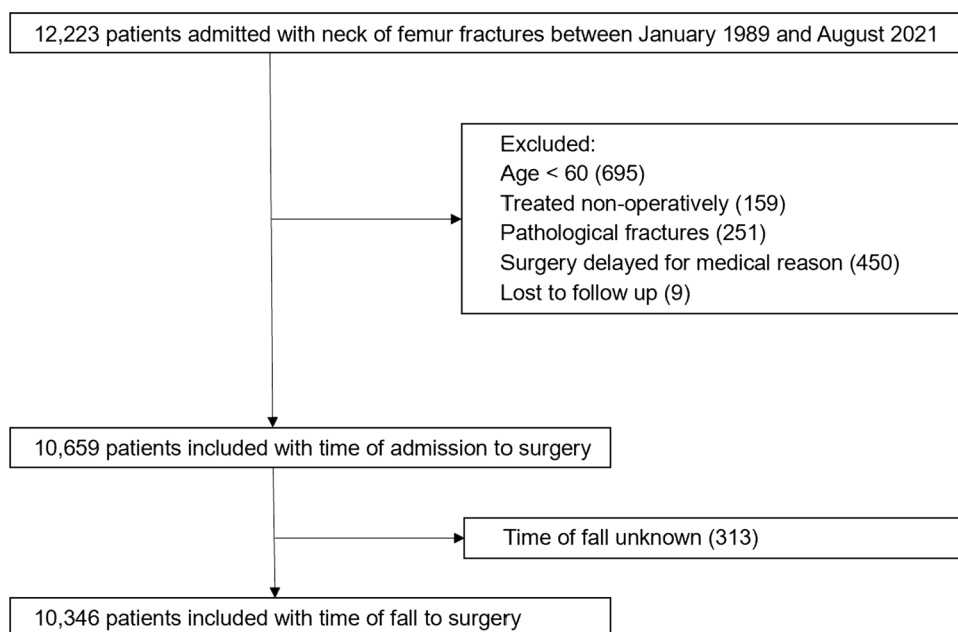 12,223 patients admitted with neck of femur fractures between January 1989 and August 2021
Excluded:
Age < 60 (695)
Treated non-operatively (159)
Pathological fractures (251)
Surgery delayed for medical reason (450)
Lost to follow up (9)
10,659 patients included with time of admission to surgery
Time of fall unknown (313)
10,346 patients included with time of fall to surgery